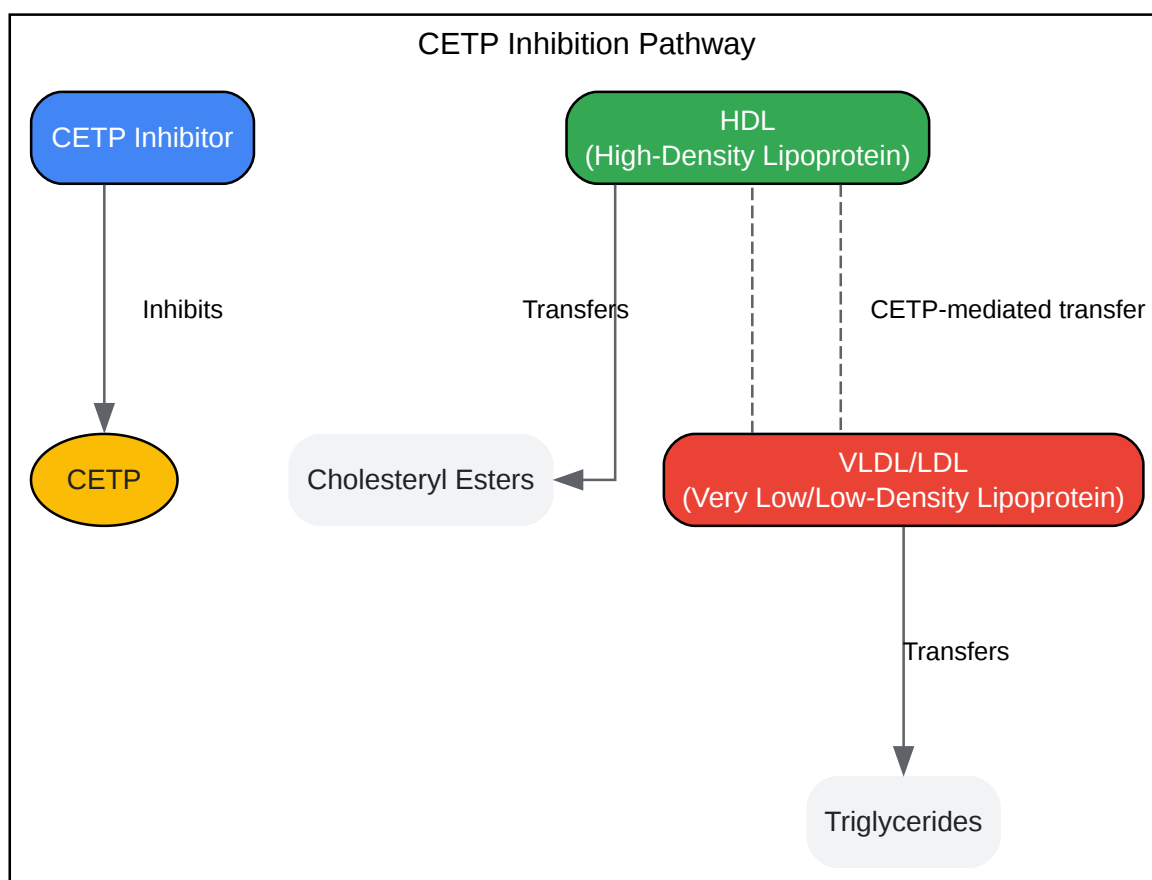 CETP Inhibition Pathway
CETP Inhibitor
HDL
(High-Density Lipoprotein)
Inhibits
Transfers
CETP-mediated transfer
CETP
Cholesteryl Esters
VLDL/LDL
(Very Low/Low-Density Lipoprotein)
Transfers
Triglycerides